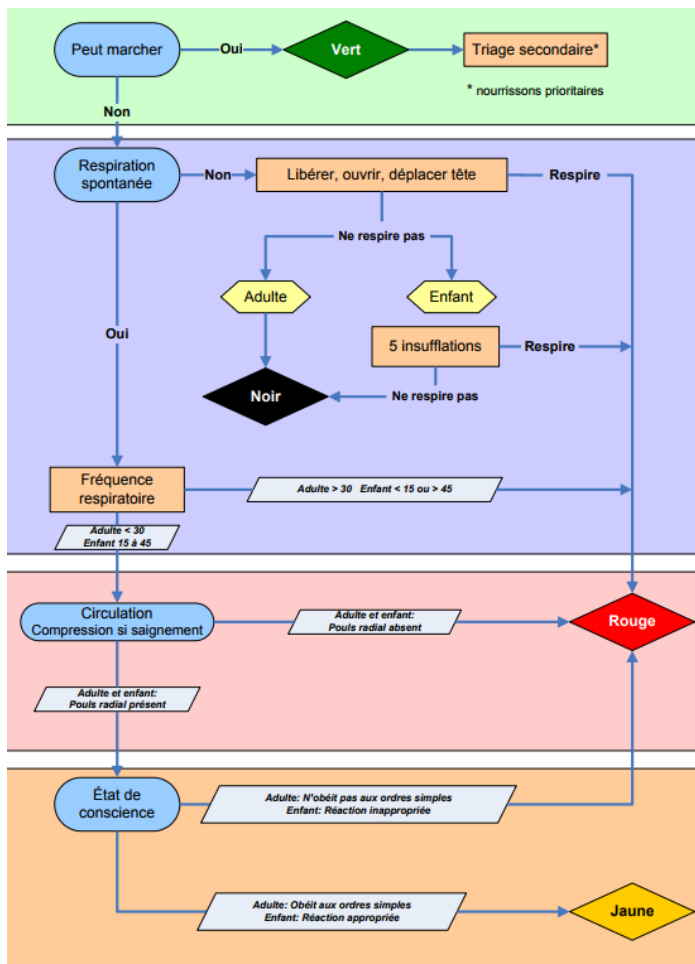 Peut marcher
Oui
Vert
Triage secondaire*
* nourrissons prioritaires
Non
Respiration
spontanée
Non
Libérer, ouvrir, déplacer tête
Respire
Ne respire pas
Adulte
Enfant
Oui
5 insufflations
Respire
Noir
Ne respire pas
Fréquence
respiratoire
Adulte > 30 Enfant < 15 ou > 45
Adulte < 30
Enfant 15 à 45
Circulation
Compression si saignement
Adulte et enfant:
Pouls radial absent
Rouge
Adulte et enfant:
Pouls radial présent
État de
conscience
Adulte: N'obéit pas aux ordres simples
Enfant: Réaction inappropriée
Adulte: Obéit aux ordres simples
Enfant: Réaction appropriée
Jaune